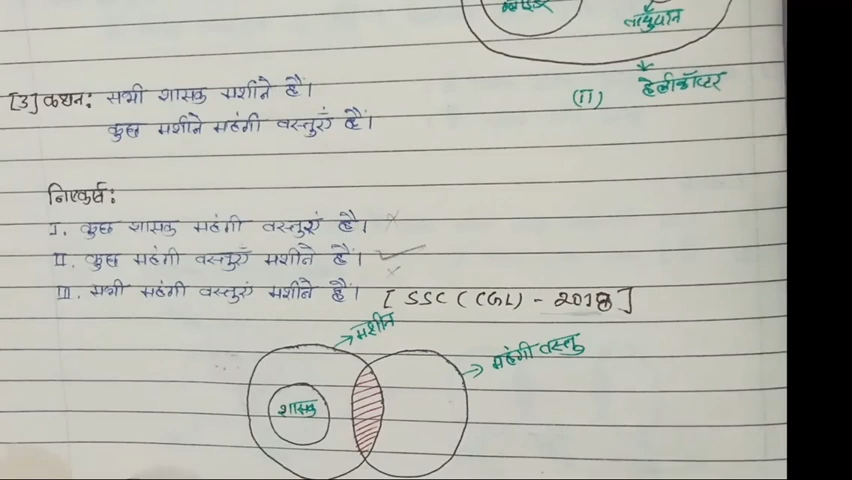 वायुयान
हेलीकॉप्टर
(П)
[3] कथन: सभी शासक मशीने हैं।
कुछ मशीने महंगी वस्तुएँ हैं।
निष्कर्ष:
I. कुछ शासक महंगी वस्तुएं है।
II. कुछ महंगी वस्तुएँ मशीने हैं।
III. सभी महंगी वस्तुएं मशीने हैं।
[SSC (CGL) - 2018]
मशीन
महंगी वस्तु
शासक